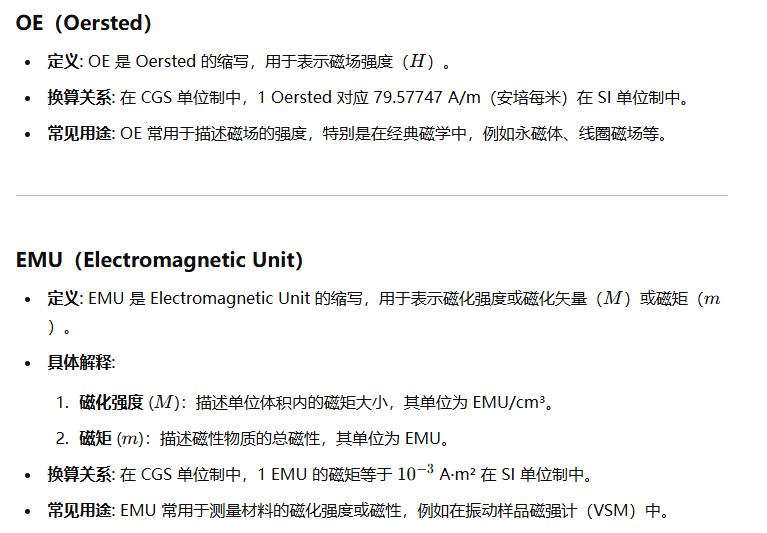 OE（Oersted）
定义: OE 是 Oersted 的缩写，用于表示磁场强度（H）。
换算关系: 在 CGS 单位制中，1 Oersted 对应 79.57747 A/m（安培每米）在 SI 单位制中。
常见用途: OE 常用于描述磁场的强度，特别是在经典磁学中，例如永磁体、线圈磁场等。
EMU（Electromagnetic Unit）
定义: EMU 是 Electromagnetic Unit 的缩写，用于表示磁化强度或磁化矢量（M）或磁矩（m
）。
具体解释:
1. 磁化强度 (M)：描述单位体积内的磁矩大小，其单位为 EMU/cm³。
2. 磁矩 (m)：描述磁性物质的总磁性，其单位为 EMU。
换算关系: 在 CGS 单位制中，1 EMU 的磁矩等于 10⁻³ A·m² 在 SI 单位制中。
常见用途: EMU 常用于测量材料的磁化强度或磁性，例如在振动样品磁强计（VSM）中。